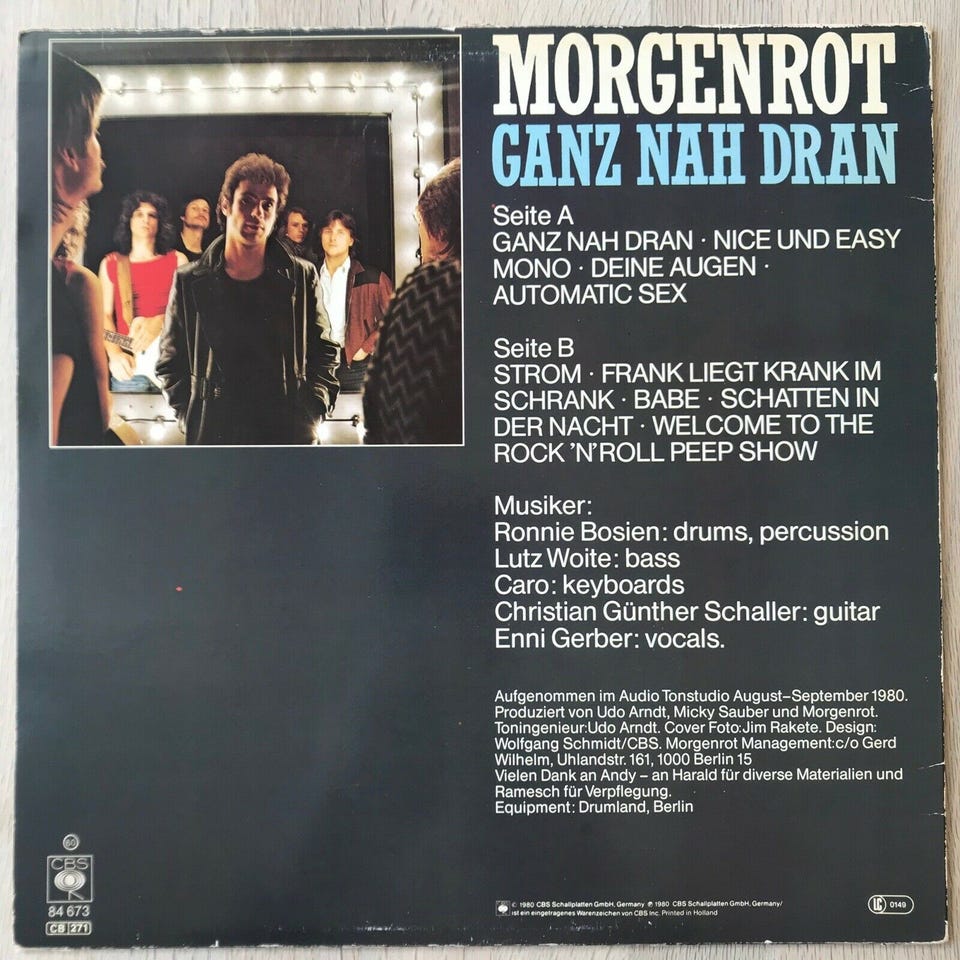 MORGENROT
GANZ NAH DRAN
Seite A
GANZ NAH DRAN · NICE UND EASY
MONO · DEINE AUGEN ·
AUTOMATIC SEX
Seite B
STROM · FRANK LIEGT KRANK IM
SCHRANK · BABE · SCHATTEN IN
DER NACHT · WELCOME TO THE
ROCK 'N' ROLL PEEP SHOW
Musiker:
Ronnie Bosien: drums, percussion
Lutz Woite: bass
Caro: keyboards
Christian Günther Schaller: guitar
Enni Gerber: vocals.
Aufgenommen im Audio Tonstudio August–September 1980.
Produziert von Udo Arndt, Micky Sauber und Morgenrot.
Toningenieur:Udo Arndt. Cover Foto:Jim Rakete. Design:
Wolfgang Schmidt/CBS. Morgenrot Management:c/o Gerd
Wilhelm, Uhlandstr. 161, 1000 Berlin 15
Vielen Dank an Andy – an Harald für diverse Materialien und
Ramesch für Verpflegung.
Equipment: Drumland, Berlin
60
CBS
84 673
CB 271
© 1980 CBS Schallplatten GmbH, Germany ℗ 1980 CBS Schallplatten GmbH, Germany/
ist ein eingetragenes Warenzeichen von CBS Inc. Printed in Holland
LC 0149